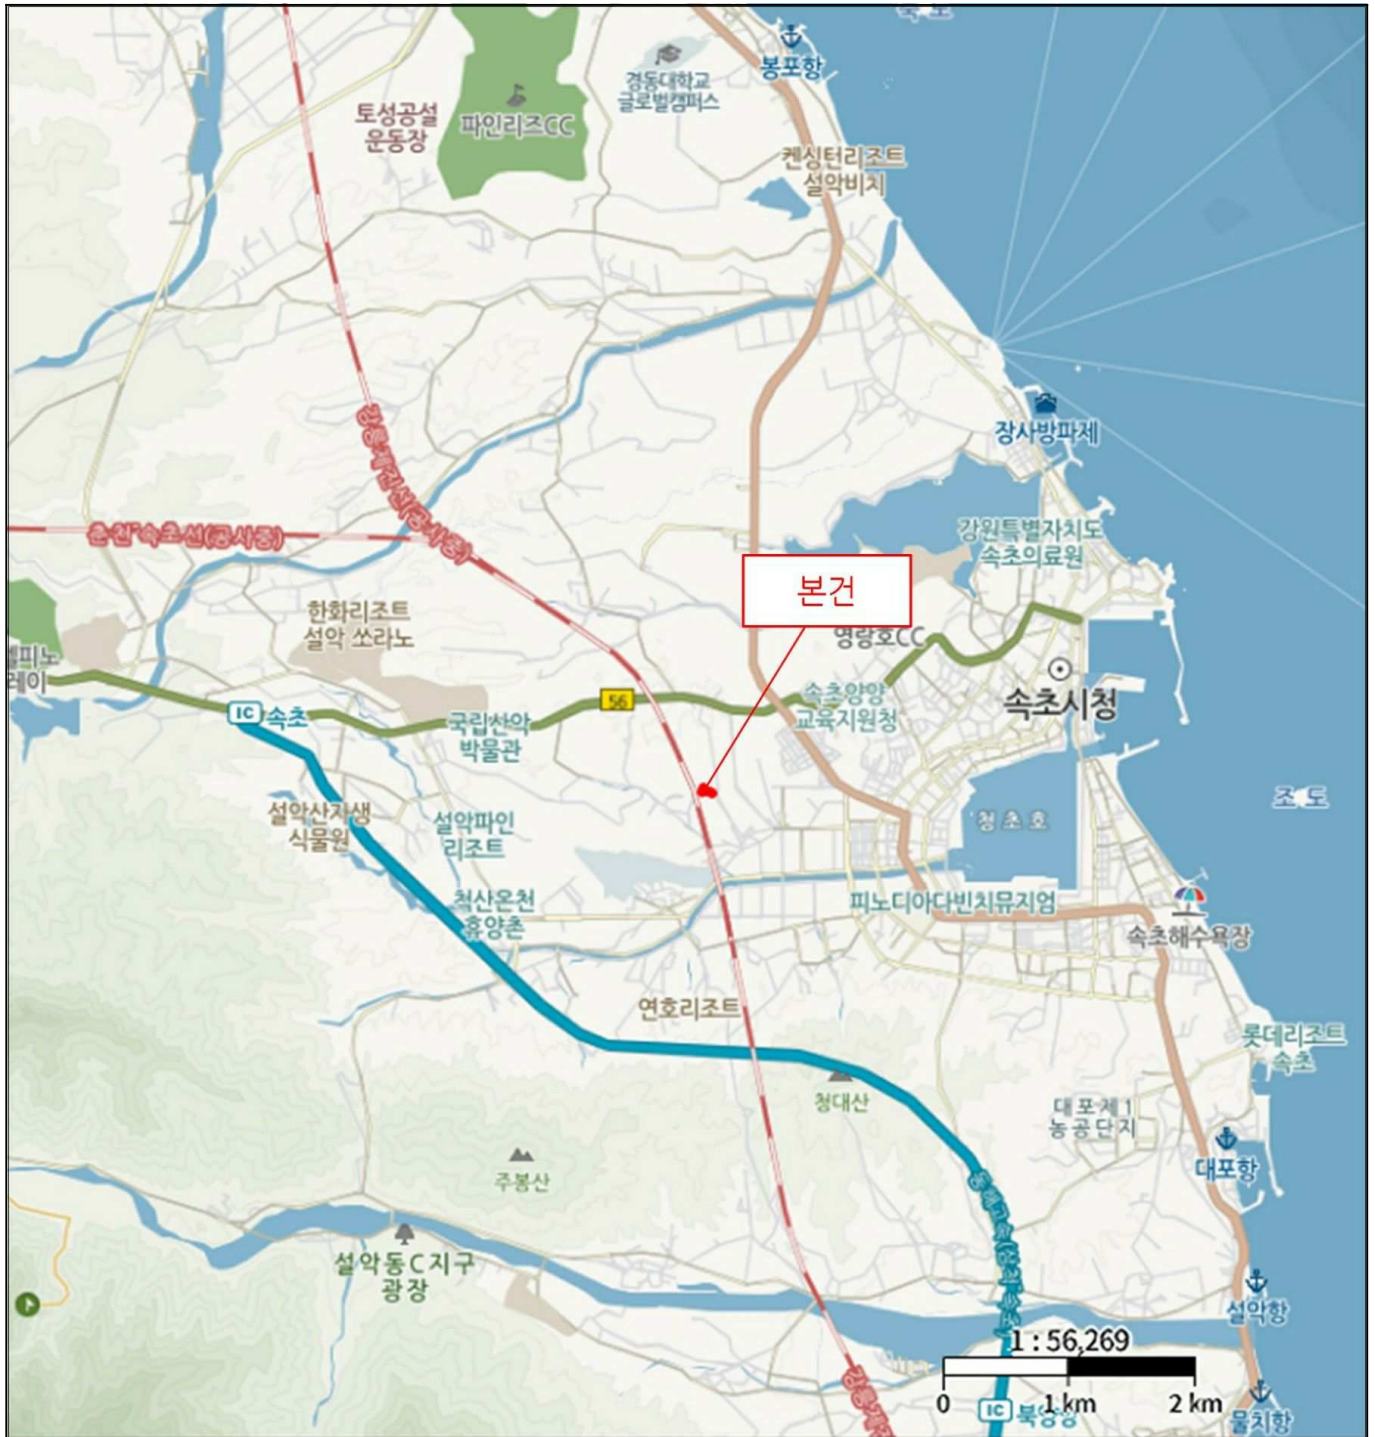 봉포항
경동대학교
글로벌캠퍼스
토성공설
운동장
파인리즈CC
켄싱턴리조트
설악비치
장사방파제
강원특별자치도
속초의료원
춘천~속초선(공사중)
본건
한화리조트
설악 쏘라노
영랑호CC
56
속초양양
교육지원청
속초시청
IC 속초
국립산악
박물관
조도
설악산자생
식물원
설악파인
리조트
청초호
척산온천
휴양촌
피노디아다빈치뮤지엄
속초해수욕장
연호리조트
롯데리조트
속초
청대산
대포제1
농공단지
대포항
주봉산
설악동C지구
광장
설악항
1 : 56,269
0 1 km 2 km
IC
물치항